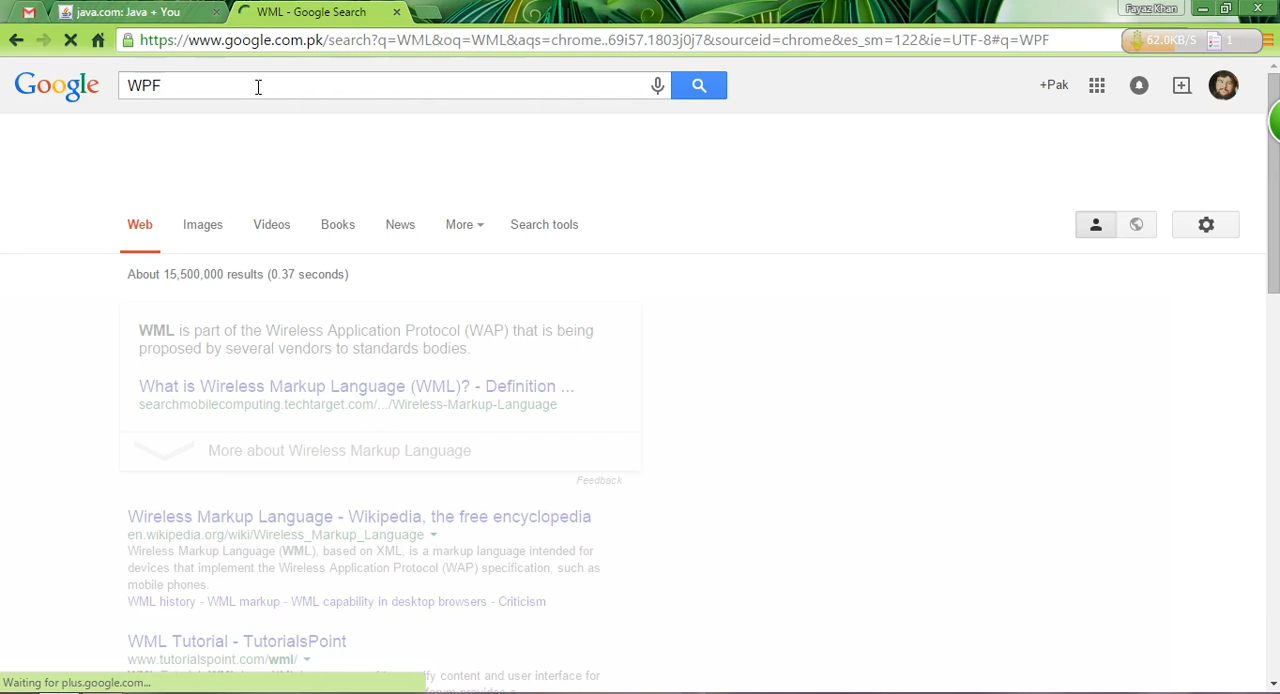 java.com: Java + You
WML - Google Search
Fayaz Khan
https://www.google.com.pk/search?q=WML&oq=WML&aqs=chrome..69i57.1803j0j7&sourceid=chrome&es_sm=122&ie=UTF-8#q=WPF
62.0KB/S
1
Google
WPF
+Pak
Web
Images
Videos
Books
News
More
Search tools
About 15,500,000 results (0.37 seconds)
WML is part of the Wireless Application Protocol (WAP) that is being
proposed by several vendors to standards bodies.
What is Wireless Markup Language (WML)? - Definition ...
searchmobilecomputing.techtarget.com/.../Wireless-Markup-Language
More about Wireless Markup Language
Feedback
Wireless Markup Language - Wikipedia, the free encyclopedia
en.wikipedia.org/wiki/Wireless_Markup_Language
Wireless Markup Language (WML), based on XML, is a markup language intended for
devices that implement the Wireless Application Protocol (WAP) specification, such as
mobile phones.
WML history - WML markup - WML capability in desktop browsers - Criticism
WML Tutorial - TutorialsPoint
www.tutorialspoint.com/wml/
content and user interface for
Waiting for plus.google.com...